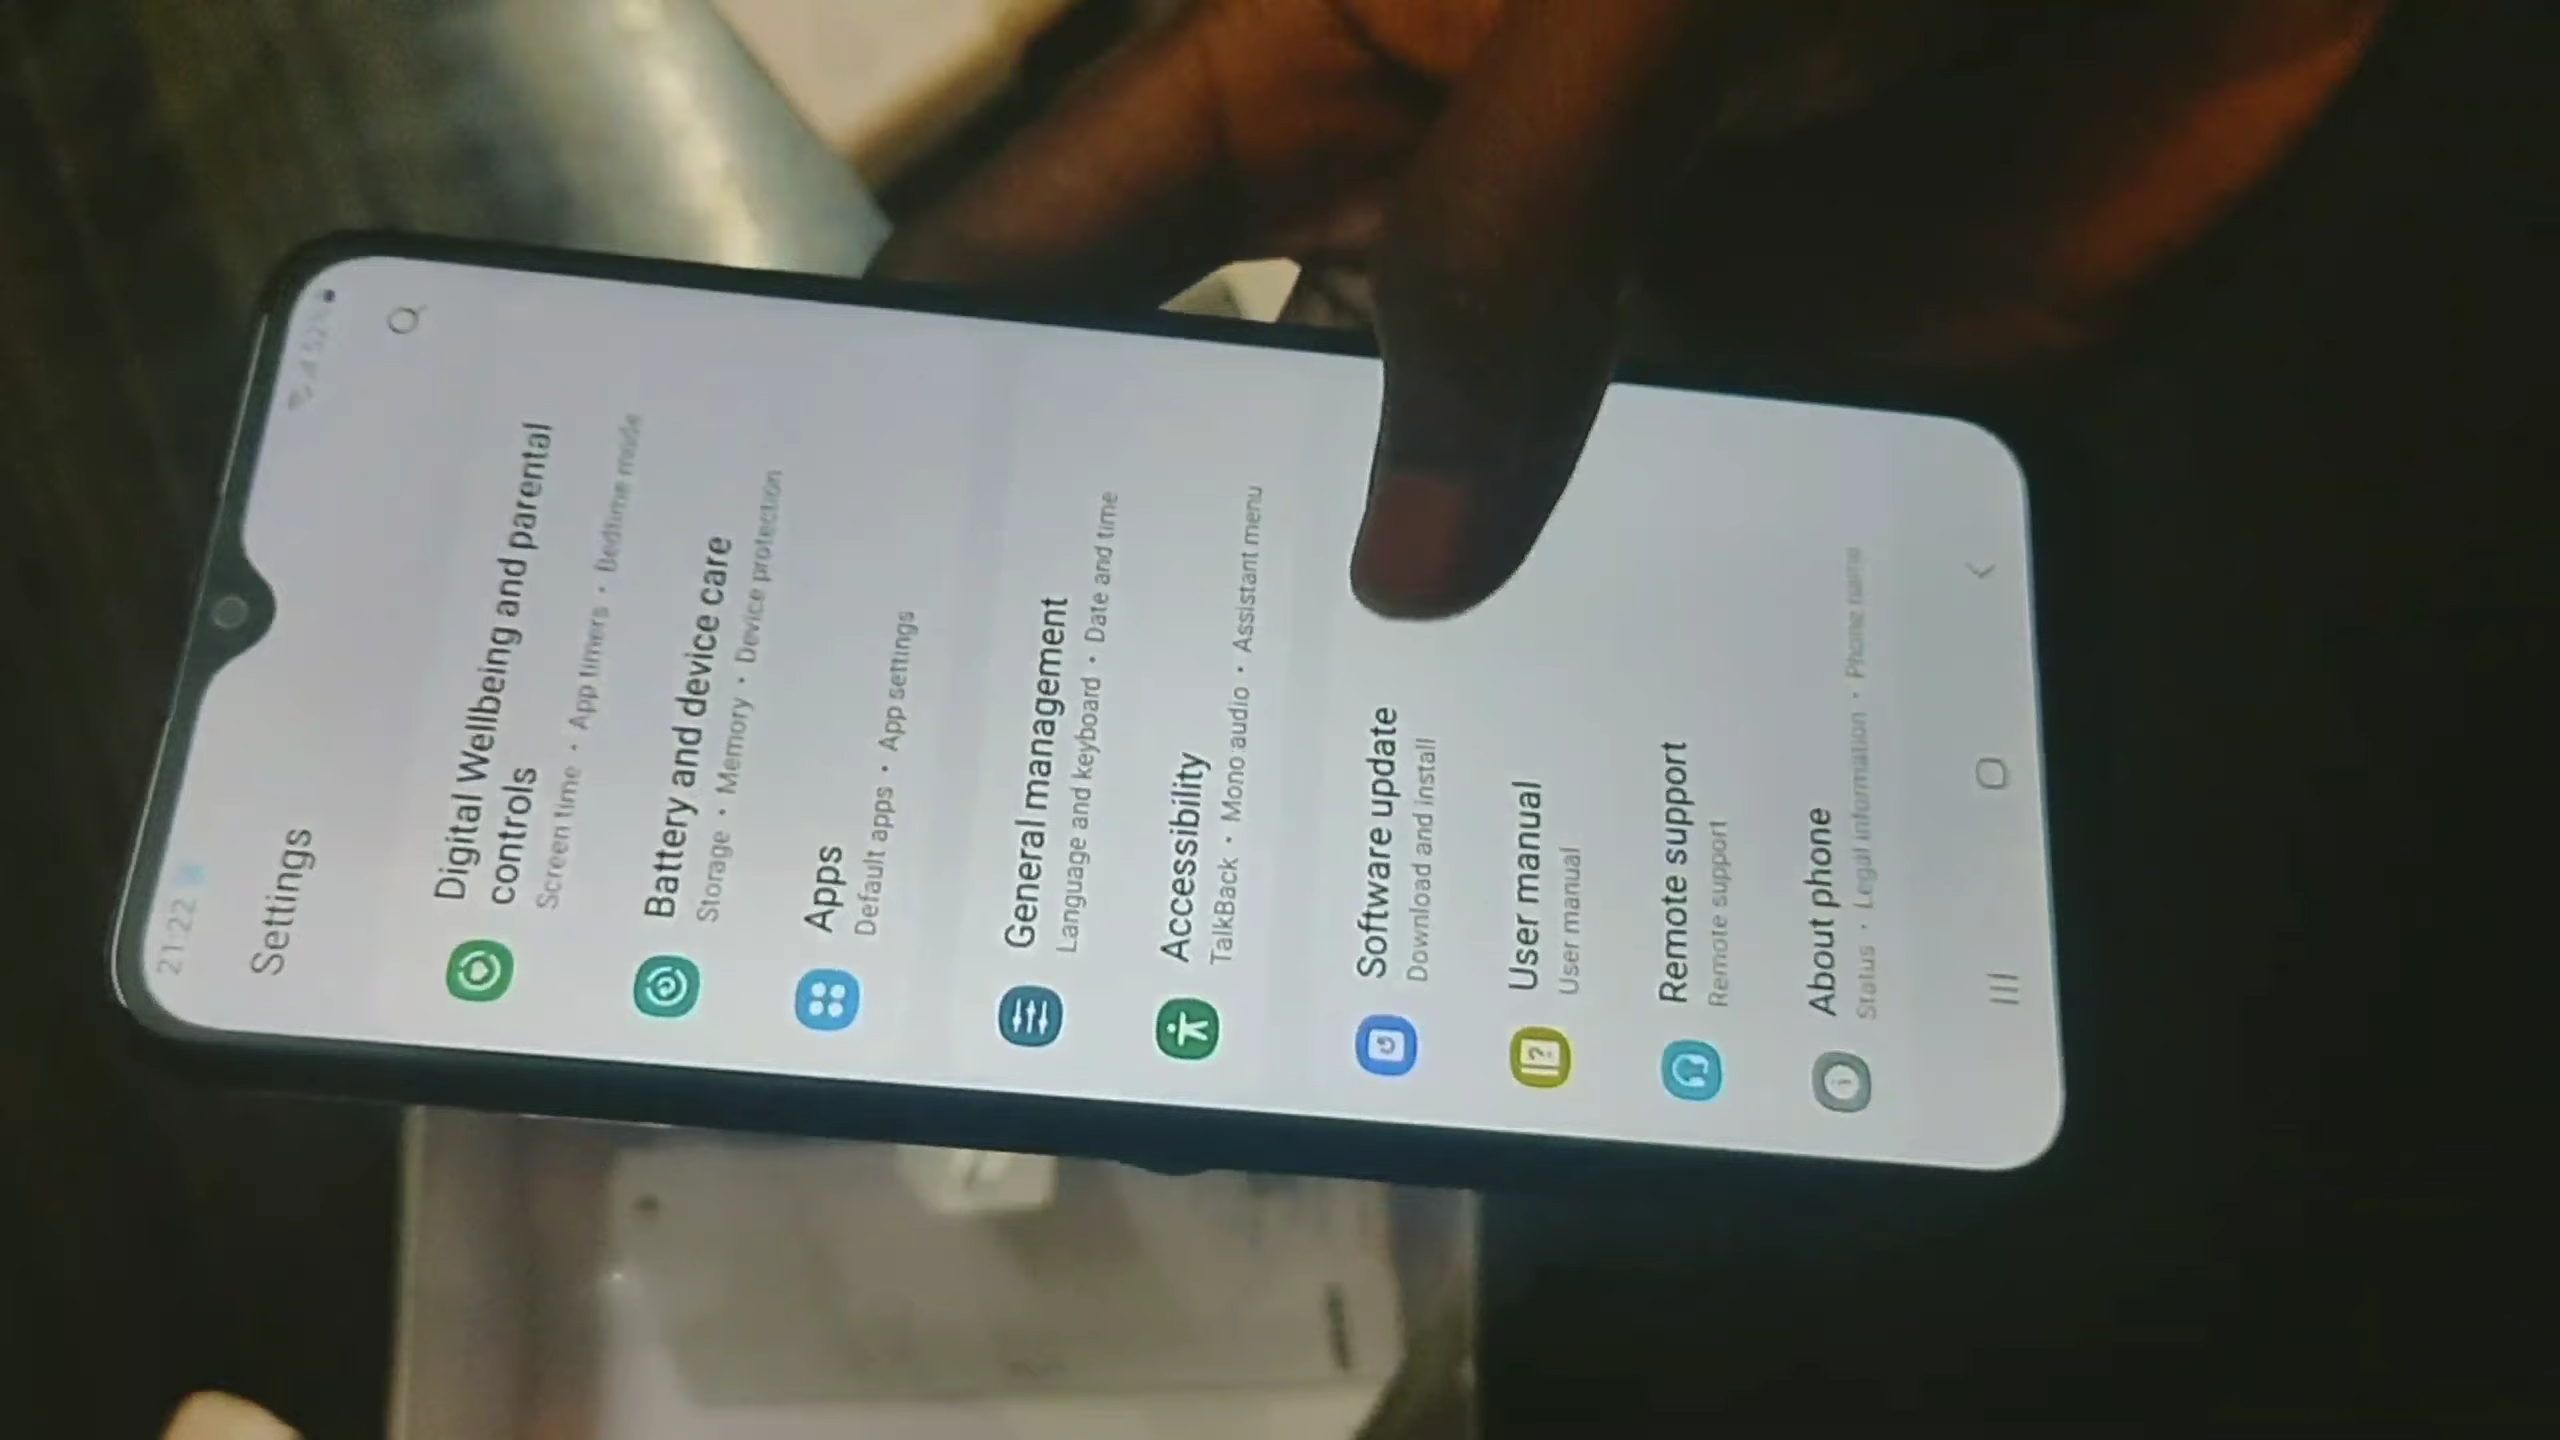 21:22
Settings
Digital Wellbeing and parental
controls
Screen time • App timers • Bedtime mode
Battery and device care
Storage • Memory • Device protection
Apps
Default apps • App settings
General management
Language and keyboard • Date and time
Accessibility
TalkBack • Mono audio • Assistant menu
Software update
Download and install
User manual
User manual
Remote support
Remote support
About phone
Status • Legal information • Phone name